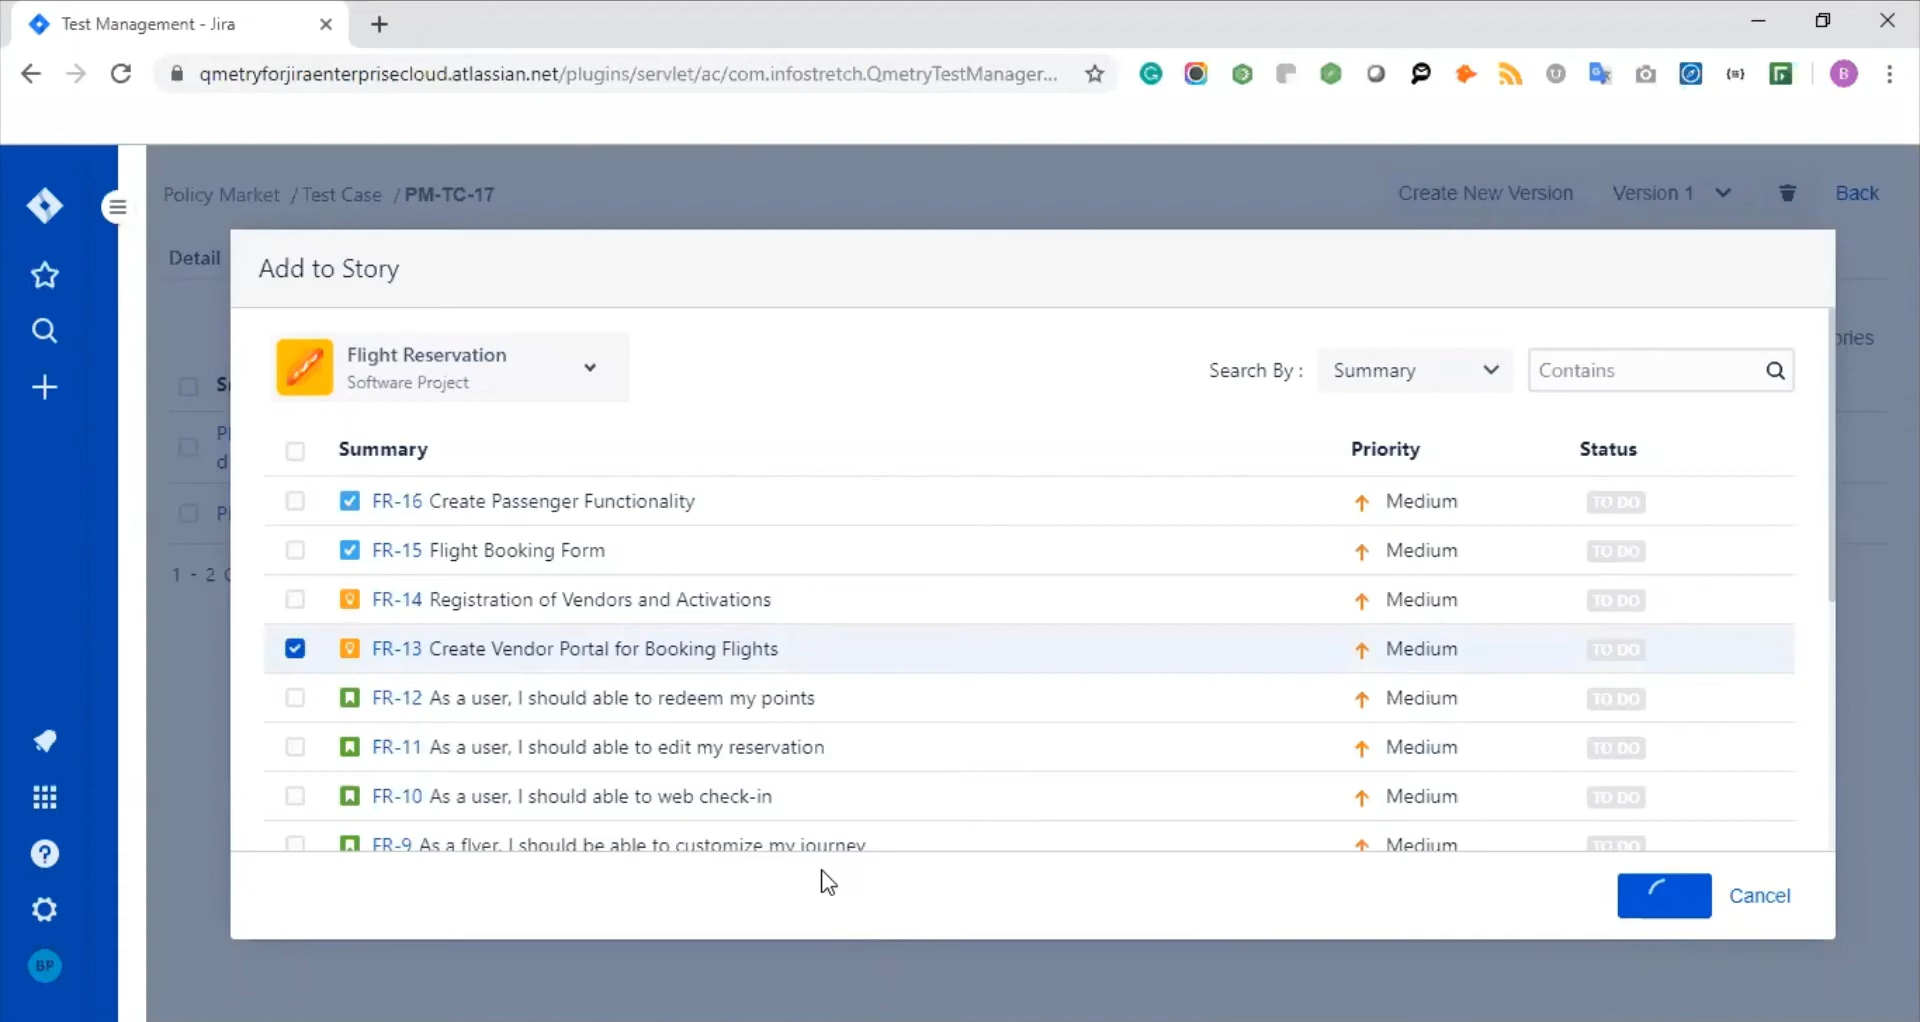 Test Management - Jira
qmetryforjiraenterprisecloud.atlassian.net/plugins/servlet/ac/com.infostretch.QmetryTestManager...
B
Policy Market / Test Case / PM-TC-17
Create New Version Version 1 Back
Detail
Add to Story
Flight Reservation
Software Project
Search By : Summary Contains
Summary Priority Status
FR-16 Create Passenger Functionality Medium TO DO
FR-15 Flight Booking Form Medium TO DO
FR-14 Registration of Vendors and Activations Medium TO DO
FR-13 Create Vendor Portal for Booking Flights Medium TO DO
FR-12 As a user, I should able to redeem my points Medium TO DO
FR-11 As a user, I should able to edit my reservation Medium TO DO
FR-10 As a user, I should able to web check-in Medium TO DO
FR-9 As a flyer, I should be able to customize my journey Medium TO DO
Cancel
1 - 2
BP